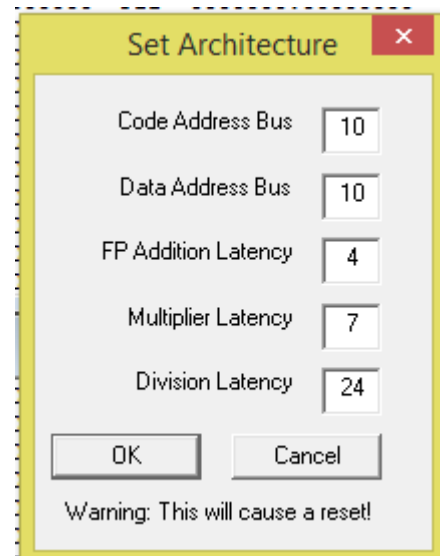 Set Architecture
Code Address Bus 10
Data Address Bus 10
FP Addition Latency 4
Multiplier Latency 7
Division Latency 24
OK Cancel
Warning: This will cause a reset!